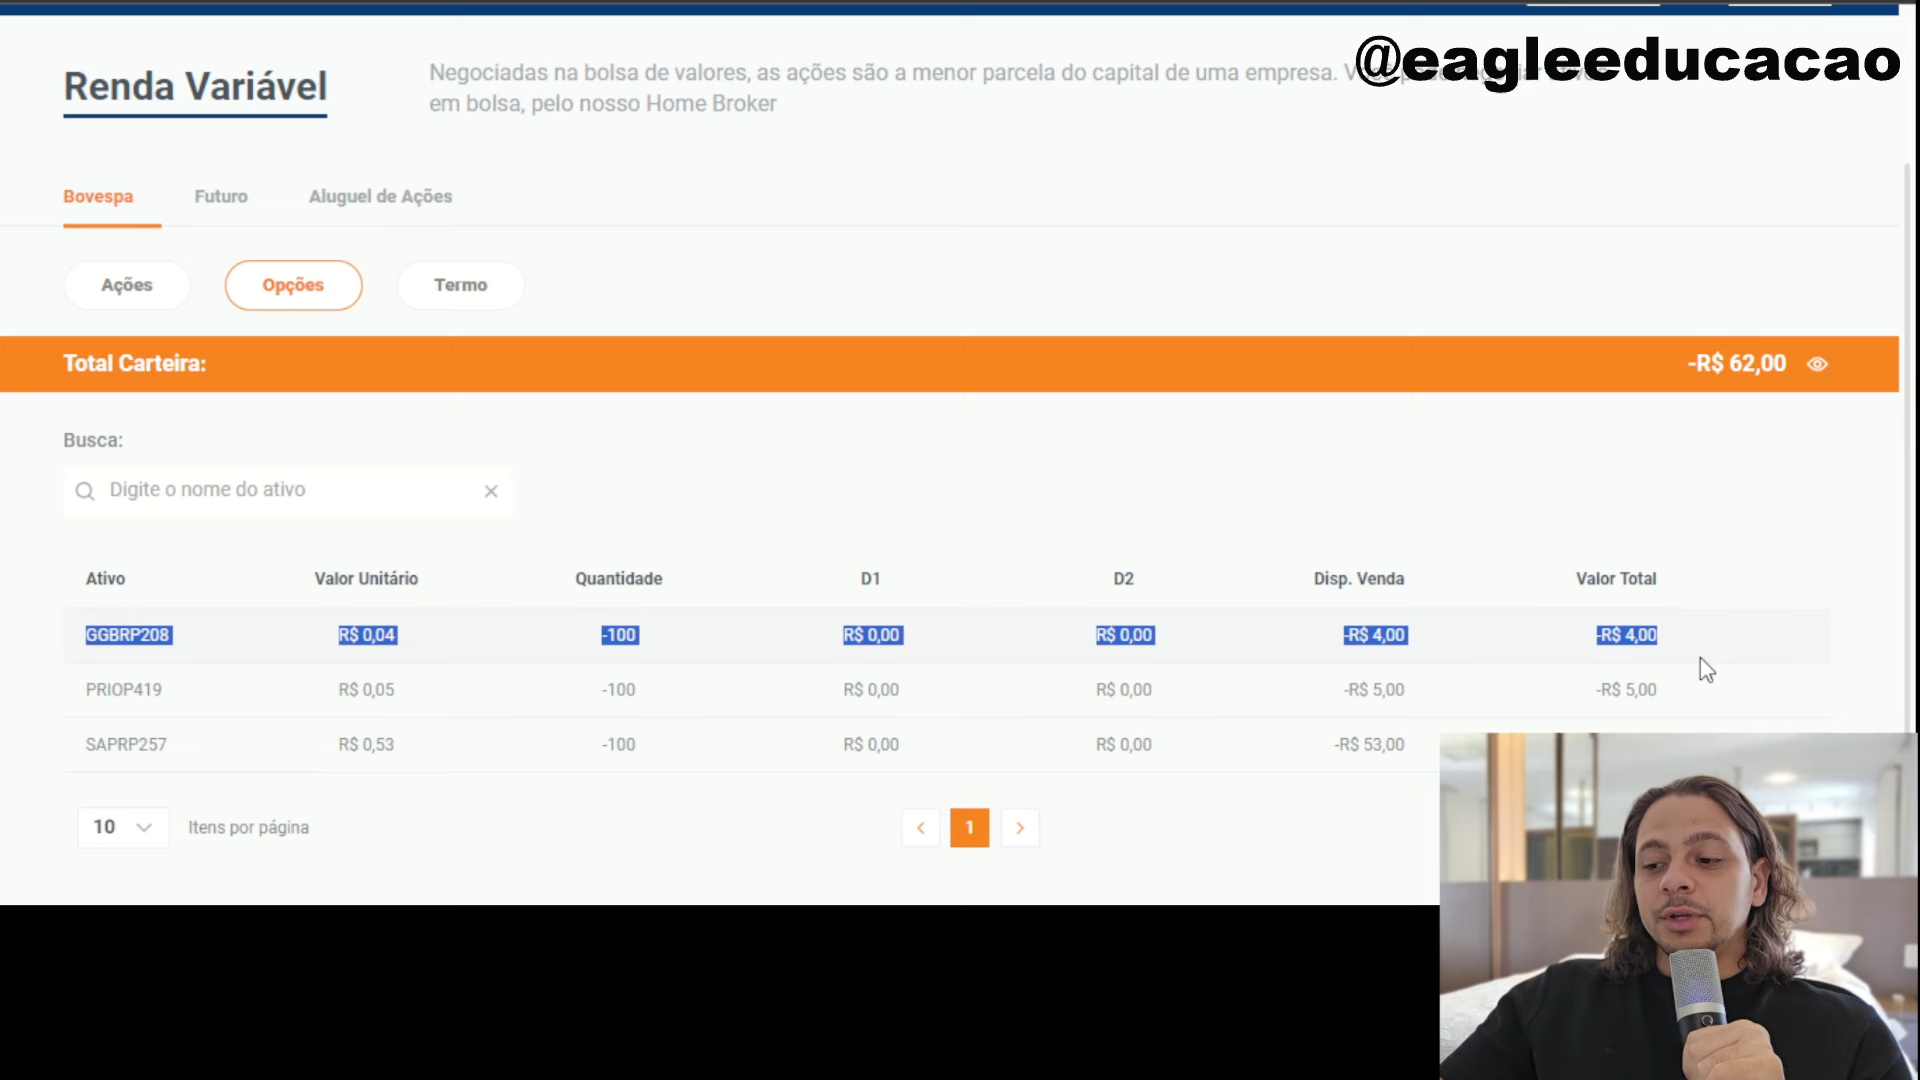 @eagleeducacao
Renda Variável
Negociadas na bolsa de valores, as ações são a menor parcela do capital de uma empresa.
em bolsa, pelo nosso Home Broker
Bovespa Futuro Aluguel de Ações
Ações Opções Termo
Total Carteira: -R$ 62,00
Busca:
Digite o nome do ativo
Ativo Valor Unitário Quantidade D1 D2 Disp. Venda Valor Total
GGBRP208 R$ 0,04 -100 R$ 0,00 R$ 0,00 -R$ 4,00 -R$ 4,00
PRIOP419 R$ 0,05 -100 R$ 0,00 R$ 0,00 -R$ 5,00 -R$ 5,00
SAPRP257 R$ 0,53 -100 R$ 0,00 R$ 0,00 -R$ 53,00
10 Itens por página 1